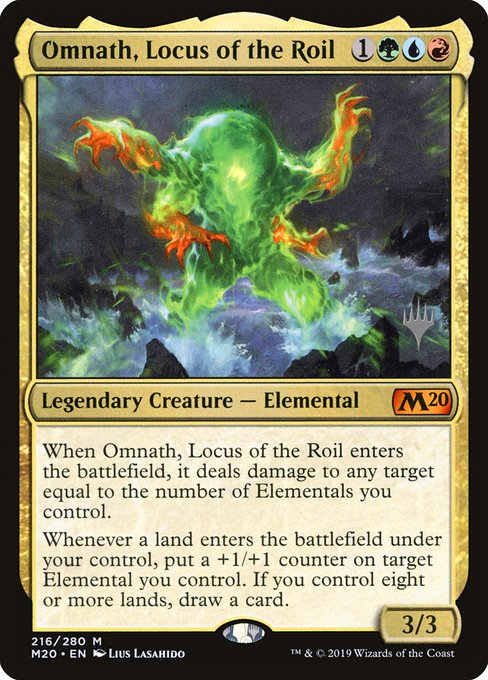 Omnath, Locus of the Roil 1
Legendary Creature — Elemental M20
When Omnath, Locus of the Roil enters
the battlefield, it deals damage to any target
equal to the number of Elementals you
control.
Whenever a land enters the battlefield under
your control, put a +1/+1 counter on target
Elemental you control. If you control eight
or more lands, draw a card.
3/3
216/280 M
M20 • EN Lius Lasahido ™ & © 2019 Wizards of the Coast